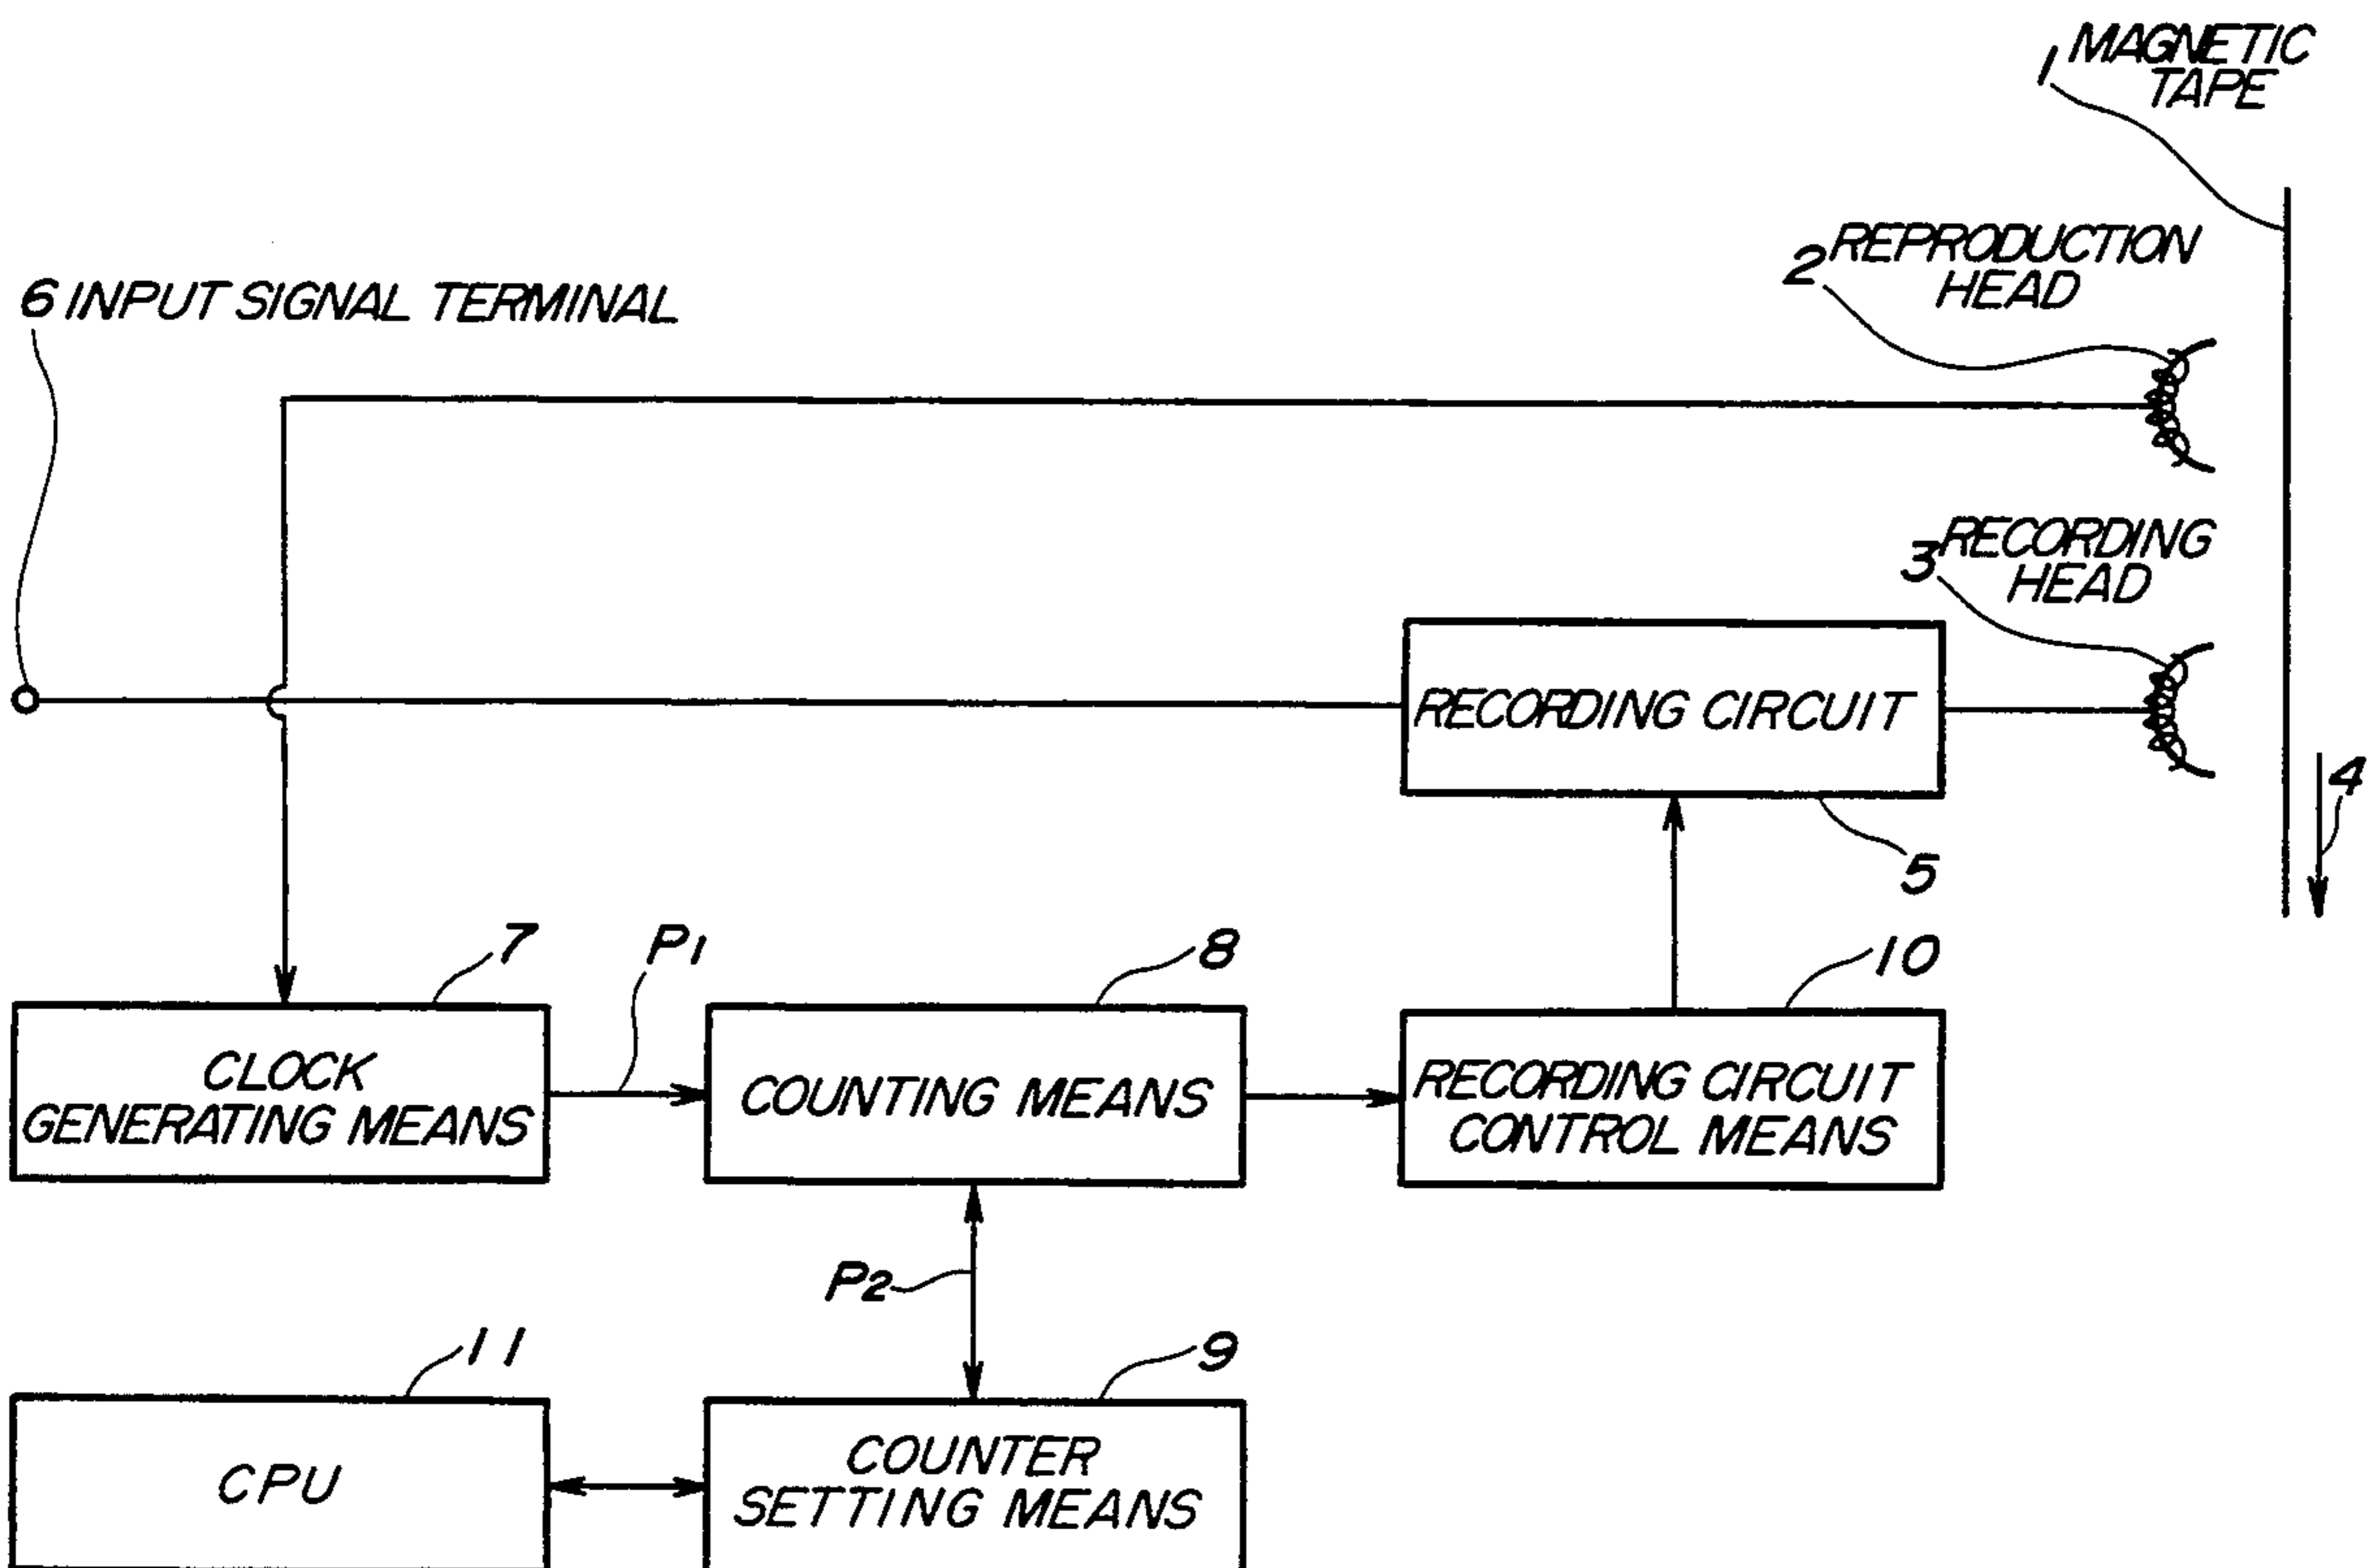 1 MAGNETIC
TAPE
2 REPRODUCTION
HEAD
6 INPUT SIGNAL TERMINAL
3 RECORDING
HEAD
RECORDING CIRCUIT
4
5
7
P1
8
10
CLOCK
GENERATING MEANS
COUNTING MEANS
RECORDING CIRCUIT
CONTROL MEANS
P2
11
9
CPU
COUNTER
SETTING MEANS